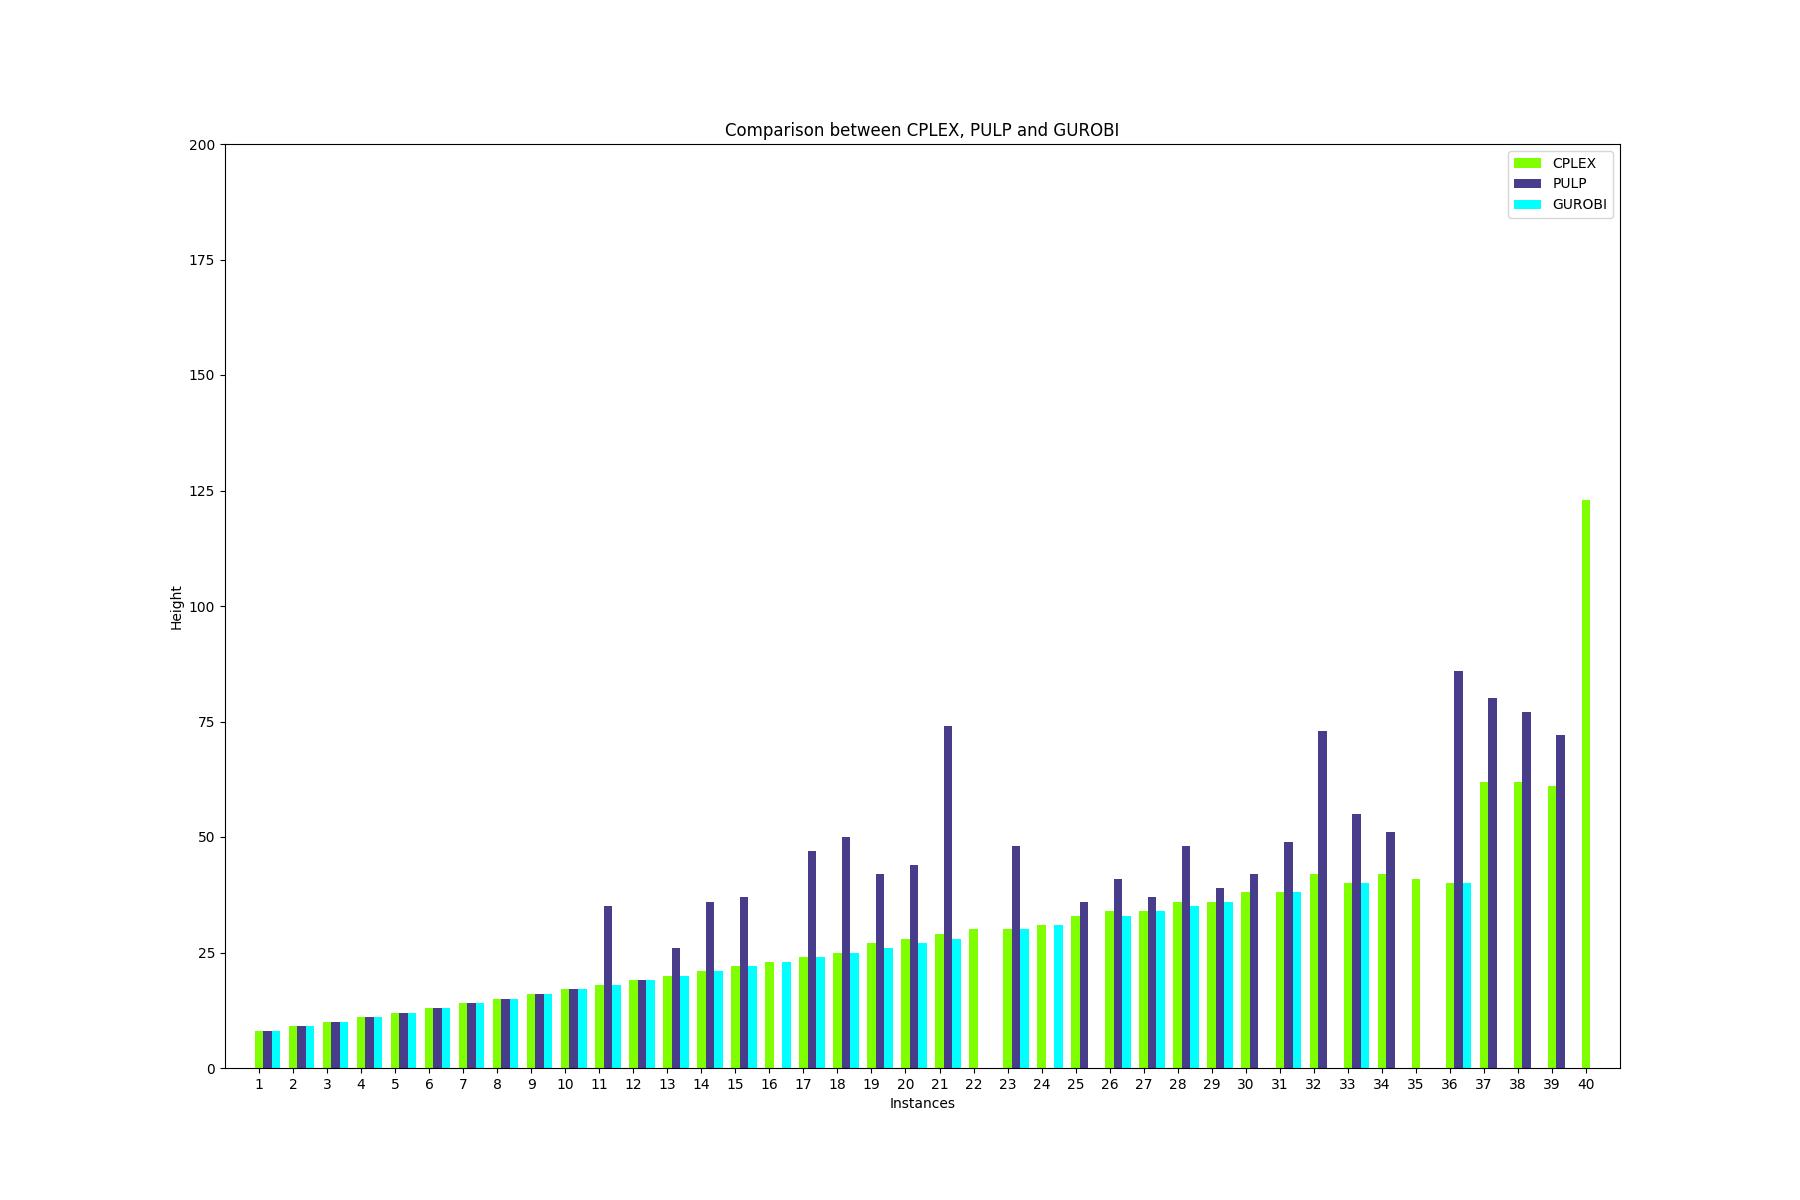 Comparison between CPLEX, PULP and GUROBI
200
175
150
125
100
75
50
25
0
Height
CPLEX
PULP
GUROBI
1 2 3 4 5 6 7 8 9 10 11 12 13 14 15 16 17 18 19 20 21 22 23 24 25 26 27 28 29 30 31 32 33 34 35 36 37 38 39 40
Instances